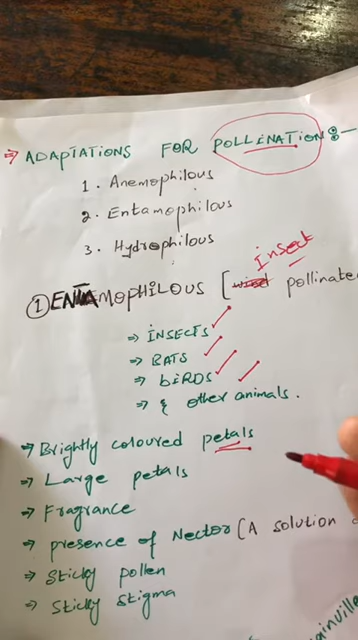 ⇒ ADAPTATIONS FOR POLLINATION :-
1. Anemophilous
2. Entamophilous
3. Hydrophilous
insect
① ENTAMOPHILOUS [wind pollinate
⇒ INSECTS
⇒ BATS
⇒ BIRDS
⇒ & other animals.
⇒ Brightly coloured petals
⇒ Large petals
⇒ Fragrance
⇒ presence of Nector (A solution
⇒ Sticky pollen
⇒ Sticky stigma